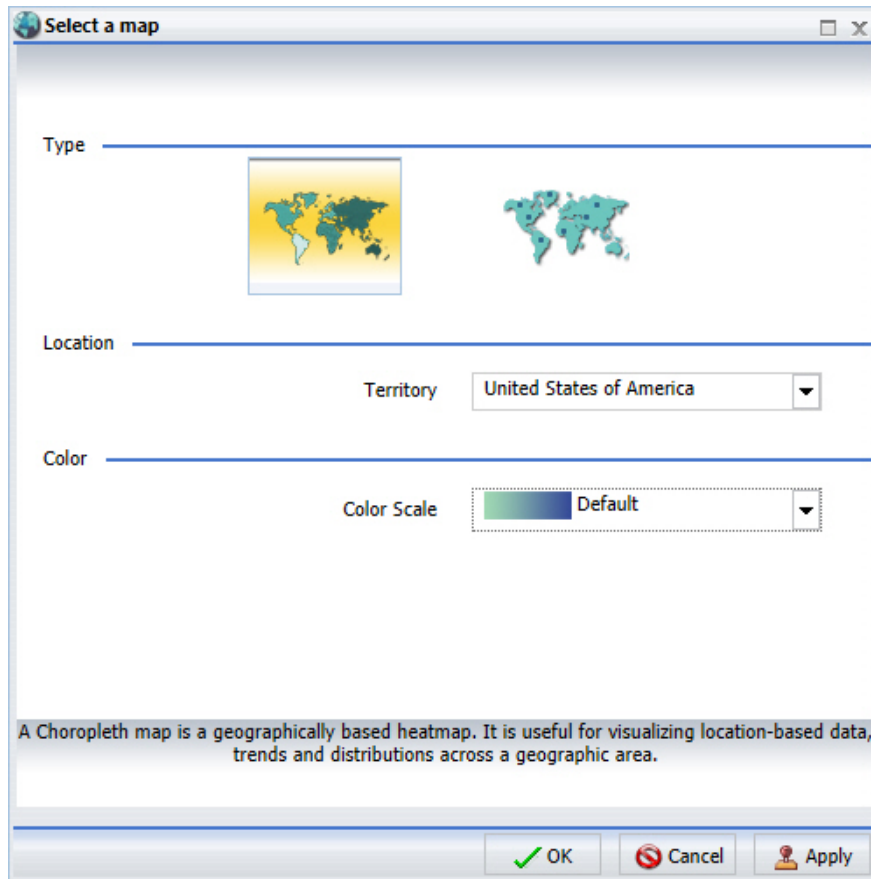 Select a map
Type
Location
Territory United States of America
Color
Color Scale Default
A Choropleth map is a geographically based heatmap. It is useful for visualizing location-based data,
trends and distributions across a geographic area.
OK Cancel Apply